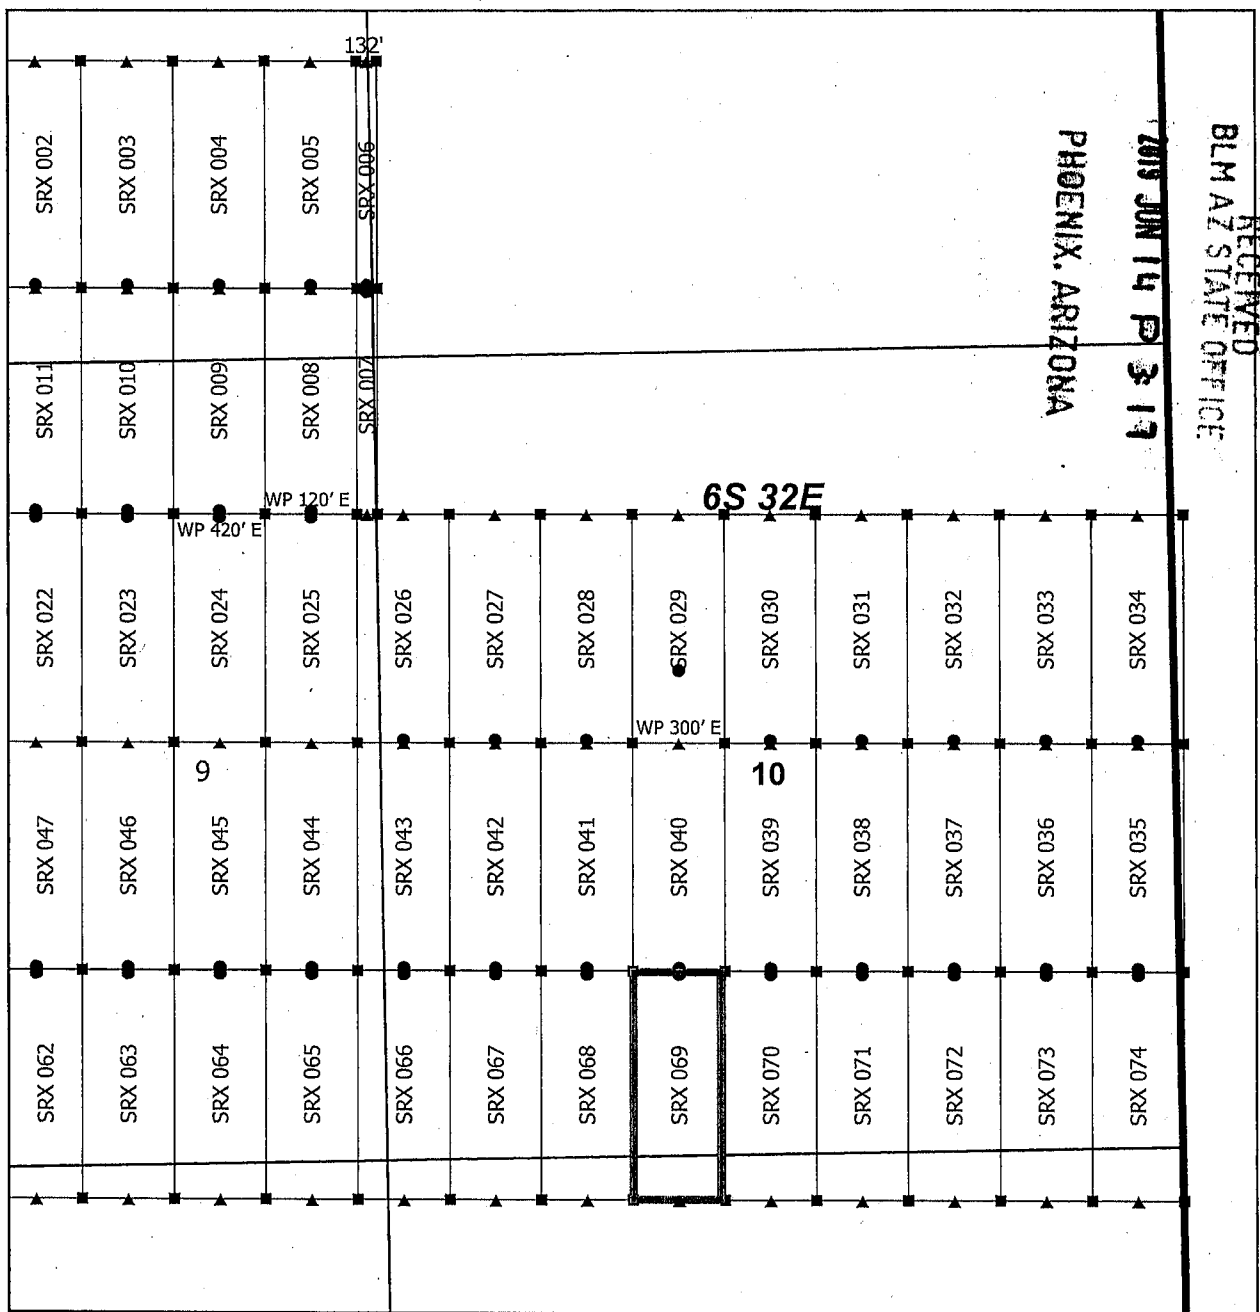 132'
SRX 002
SRX 003
SRX 004
SRX 005
SRX 006
RECEIVED
BLM AZ STATE OFFICE
2019 JUN 14 P 3:17
PHOENIX, ARIZONA
SRX 011
SRX 010
SRX 009
SRX 008
SRX 007
WP 120' E
WP 420' E
6S 32E
SRX 022
SRX 023
SRX 024
SRX 025
SRX 026
SRX 027
SRX 028
SRX 029
SRX 030
SRX 031
SRX 032
SRX 033
SRX 034
WP 300' E
9
10
SRX 047
SRX 046
SRX 045
SRX 044
SRX 043
SRX 042
SRX 041
SRX 040
SRX 039
SRX 038
SRX 037
SRX 036
SRX 035
SRX 062
SRX 063
SRX 064
SRX 065
SRX 066
SRX 067
SRX 068
SRX 069
SRX 070
SRX 071
SRX 072
SRX 073
SRX 074